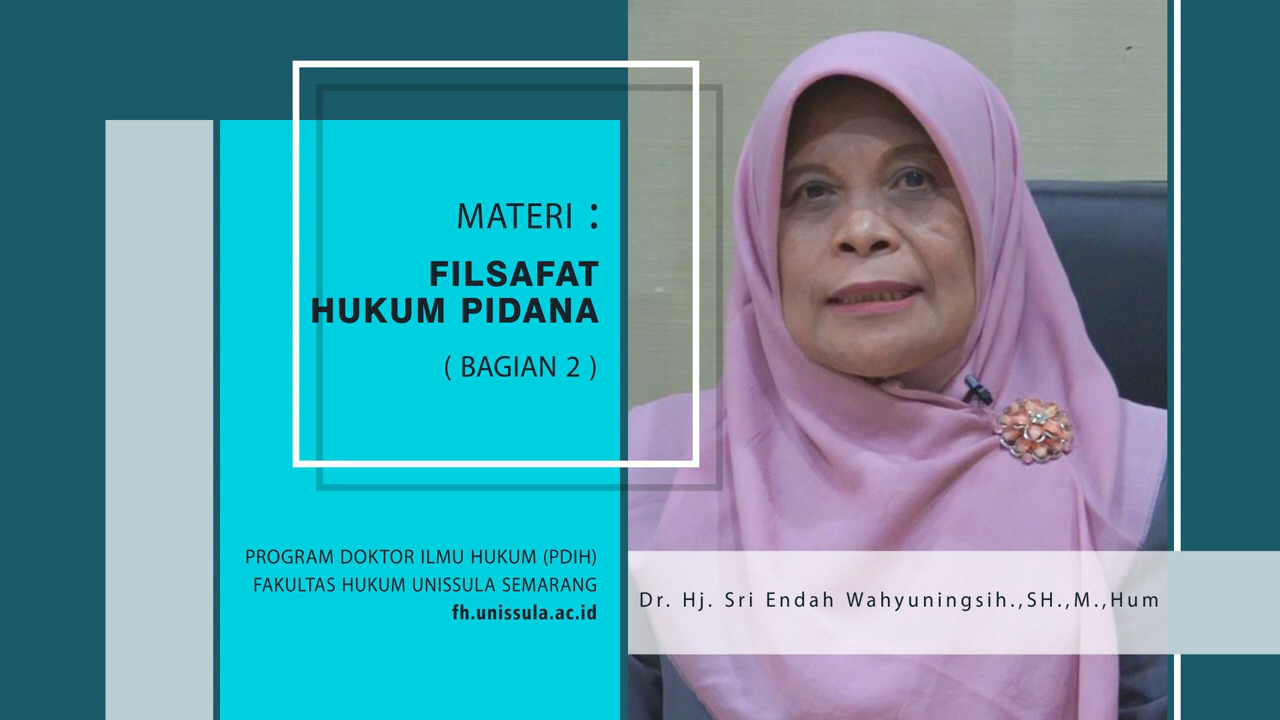 MATERI :
FILSAFAT
HUKUM PIDANA
( BAGIAN 2 )
PROGRAM DOKTOR ILMU HUKUM (PDIH)
FAKULTAS HUKUM UNISSULA SEMARANG
fh.unissula.ac.id
Dr. Hj. Sri Endah Wahyuningsih.,SH.,M.,Hum